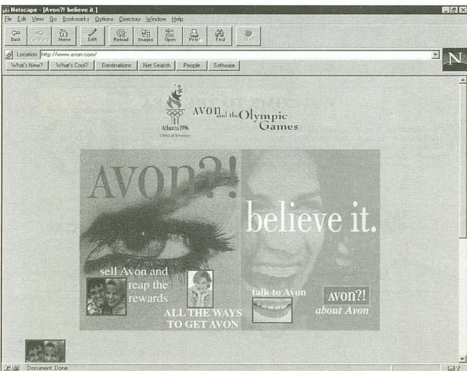 Netscape - [Avon?! believe it ]
File Edit View Go Bookmarks Options Directory Window Help
Back Home Edit Reload Images Open Print Find
Location: http://www.avon.com/
What's New? What's Cool? Destinations Net Search People Software
N
Atlanta 1996
AVON and the Olympic Games
AVON?!
believe it.
sell Avon and
reap the
rewards
ALL THE WAYS
TO GET AVON
talk to Avon
AVON?!
about Avon
Document: Done